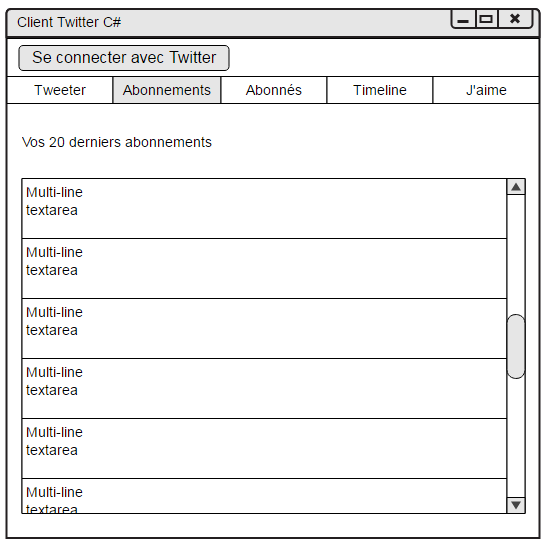 Client Twitter C#
Se connecter avec Twitter
Tweeter Abonnements Abonnés Timeline J'aime
Vos 20 derniers abonnements
Multi-line
textarea
Multi-line
textarea
Multi-line
textarea
Multi-line
textarea
Multi-line
textarea
Multi-line
textarea